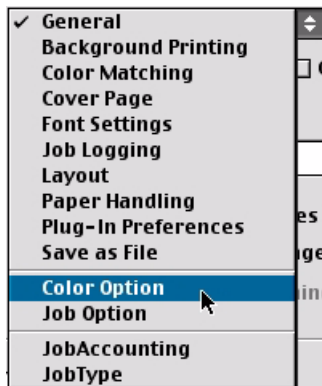 General
Background Printing
Color Matching
Cover Page
Font Settings
Job Logging
Layout
Paper Handling
Plug-In Preferences
Save as File
Color Option
Job Option
JobAccounting
JobType